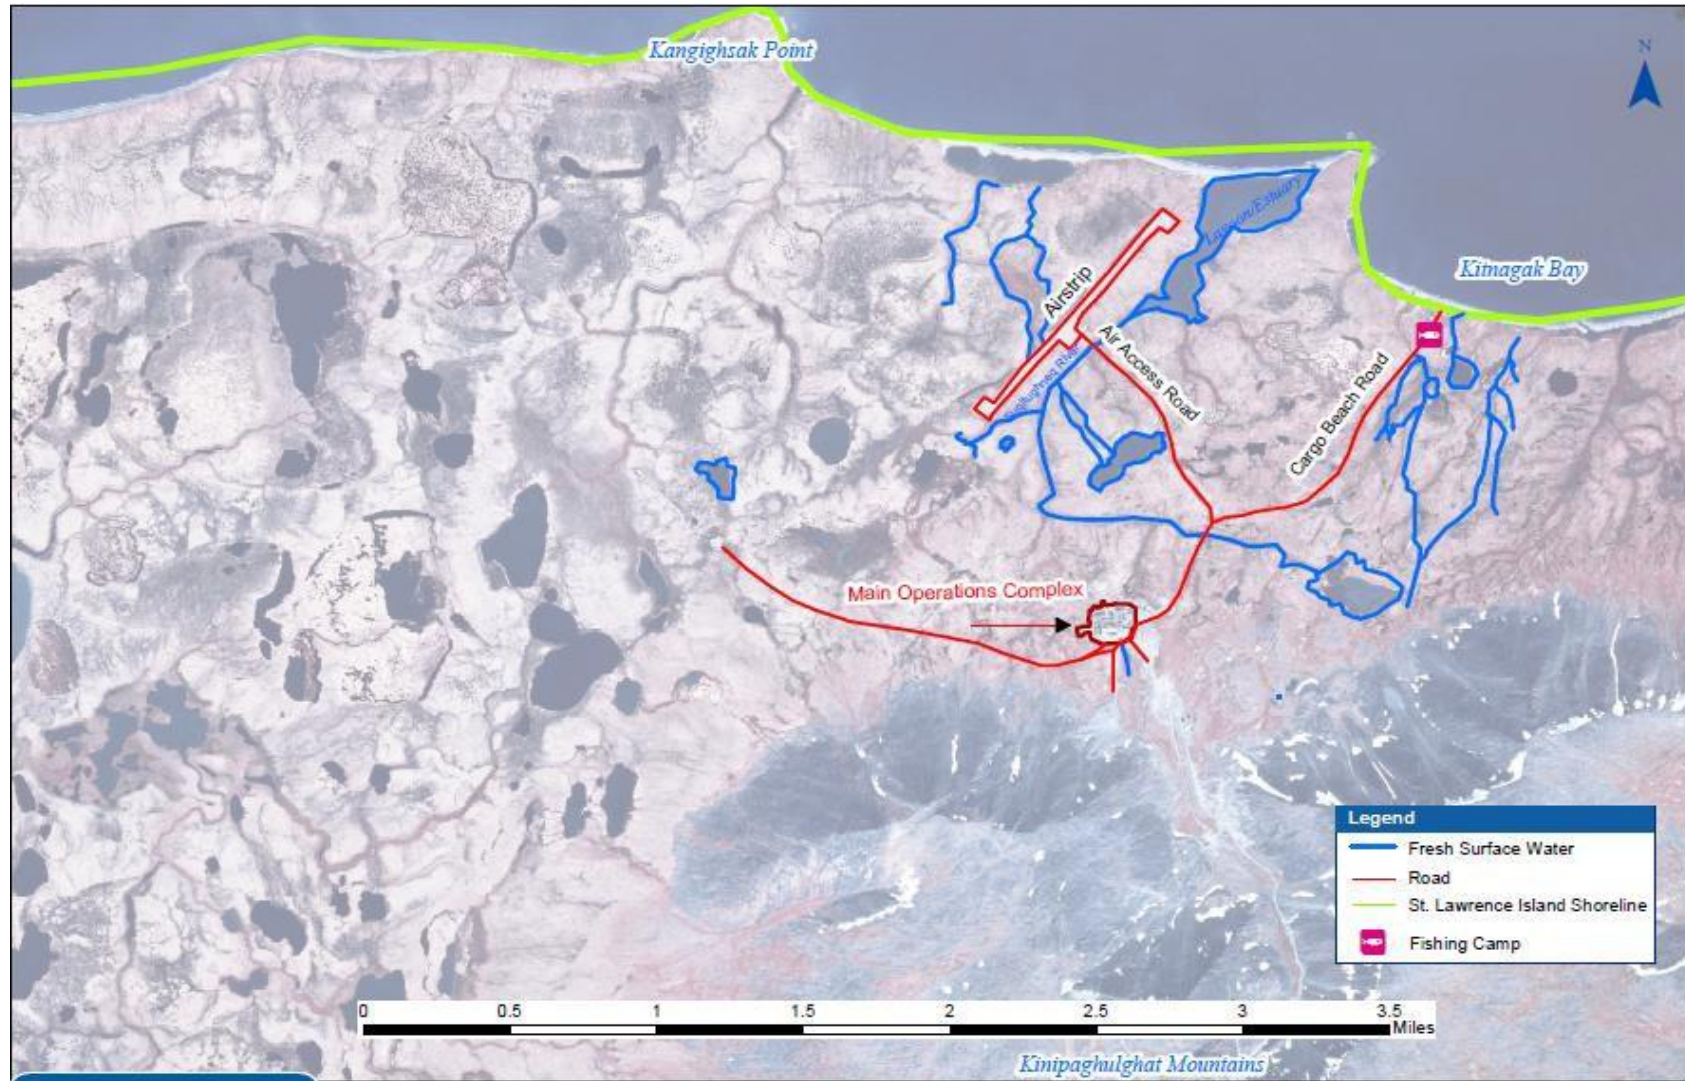 Kangighsak Point
N
Lagoon/Estuary
Kitnagak Bay
Airstrip
Air Access Road
River
Cargo Beach Road
Main Operations Complex
Legend
Fresh Surface Water
Road
St. Lawrence Island Shoreline
Fishing Camp
0 0.5 1 1.5 2 2.5 3 3.5
Miles
Kinipaghulghat Mountains